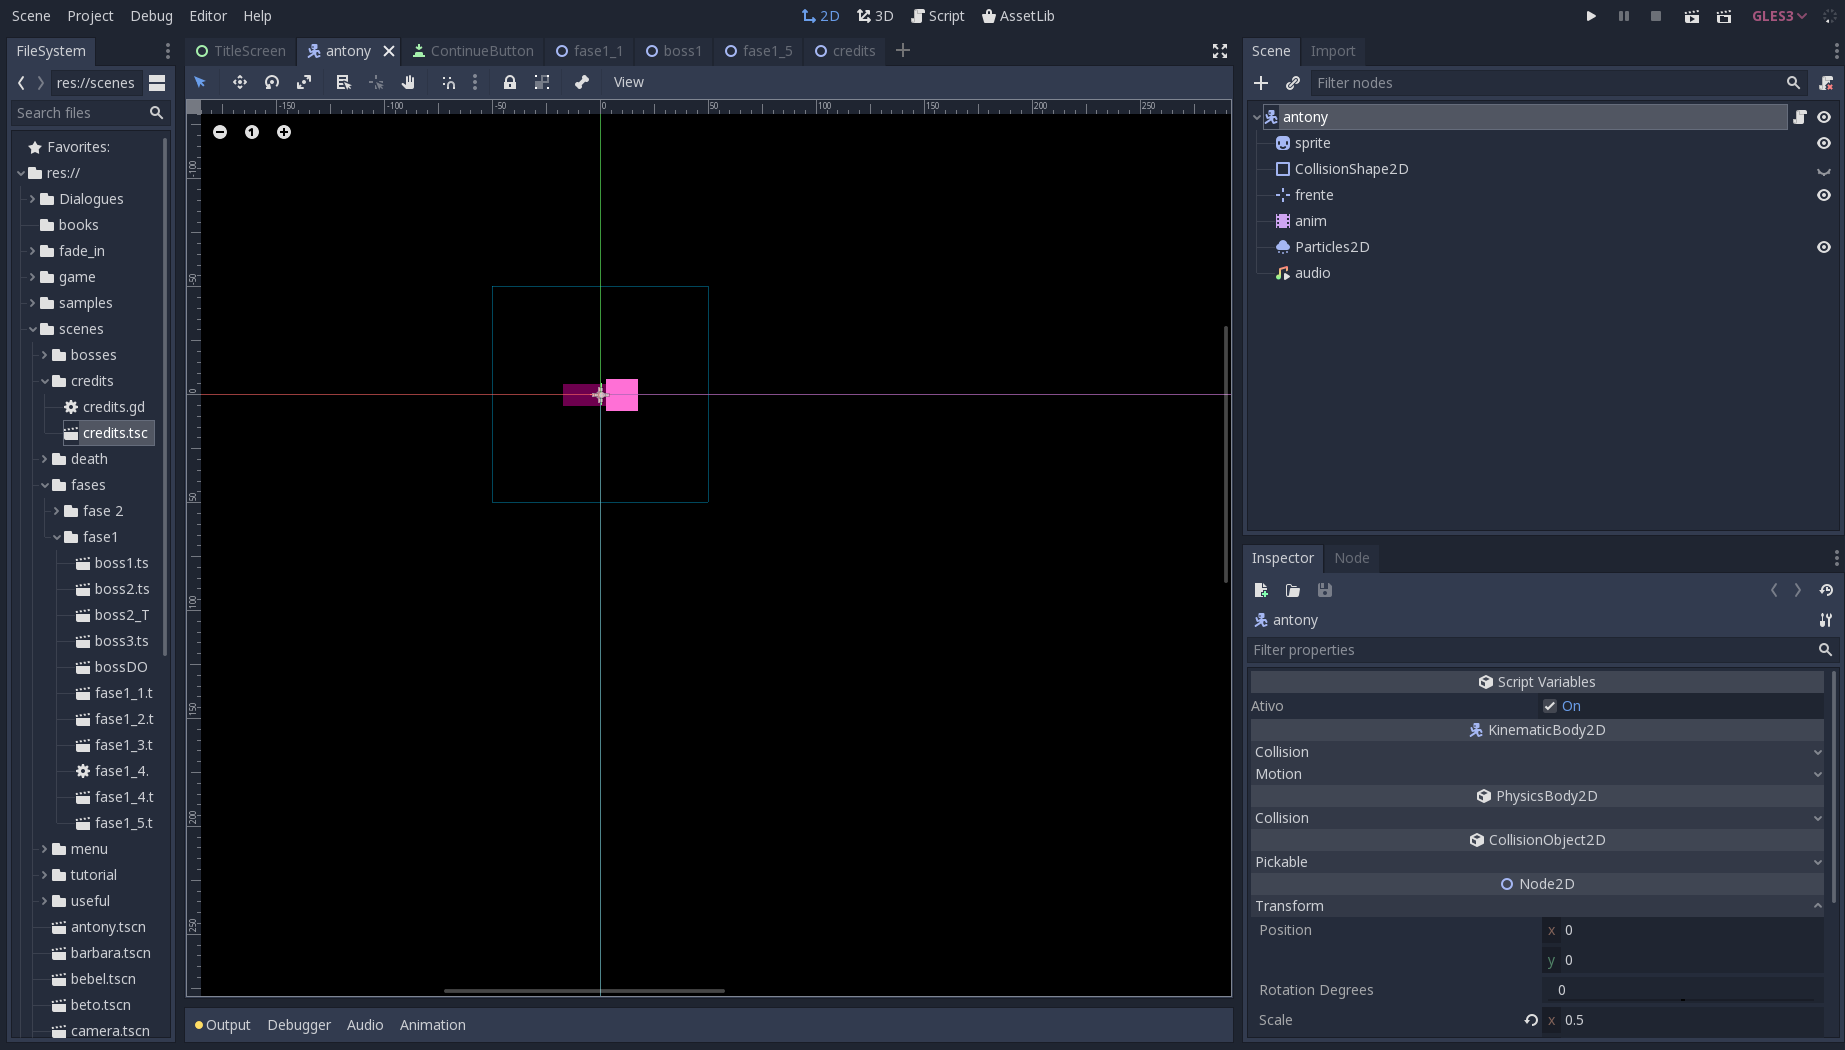 Scene Project Debug Editor Help 2D 3D Script AssetLib GLES3
FileSystem
res://scenes
Search files
Favorites:
res://
Dialogues
books
fade_in
game
samples
scenes
bosses
credits
credits.gd
credits.tsc
death
fases
fase 2
fase1
boss1.ts
boss2.ts
boss2_T
boss3.ts
bossDO
fase1_1.t
fase1_2.t
fase1_3.t
fase1_4.
fase1_4.t
fase1_5.t
menu
tutorial
useful
antony.tscn
barbara.tscn
bebel.tscn
beto.tscn
camera.tscn
TitleScreen antony ContinueButton fase1_1 boss1 fase1_5 credits
View
-150 -100 -50 0 50 100 150 200 250
1
-100
-50
0
50
100
150
200
250
Output Debugger Audio Animation
Scene Import
Filter nodes
antony
sprite
CollisionShape2D
frente
anim
Particles2D
audio
Inspector Node
antony
Filter properties
Script Variables
Ativo On
KinematicBody2D
Collision
Motion
PhysicsBody2D
Collision
CollisionObject2D
Pickable
Node2D
Transform
Position x 0
y 0
Rotation Degrees 0
Scale x 0.5